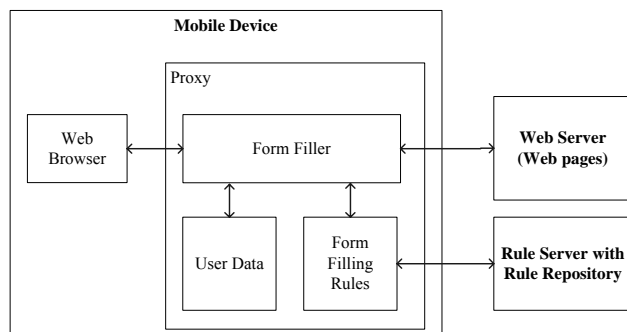 Mobile Device
Proxy
Web
Browser
Form Filler
Web Server
(Web pages)
User Data
Form
Filling
Rules
Rule Server with
Rule Repository